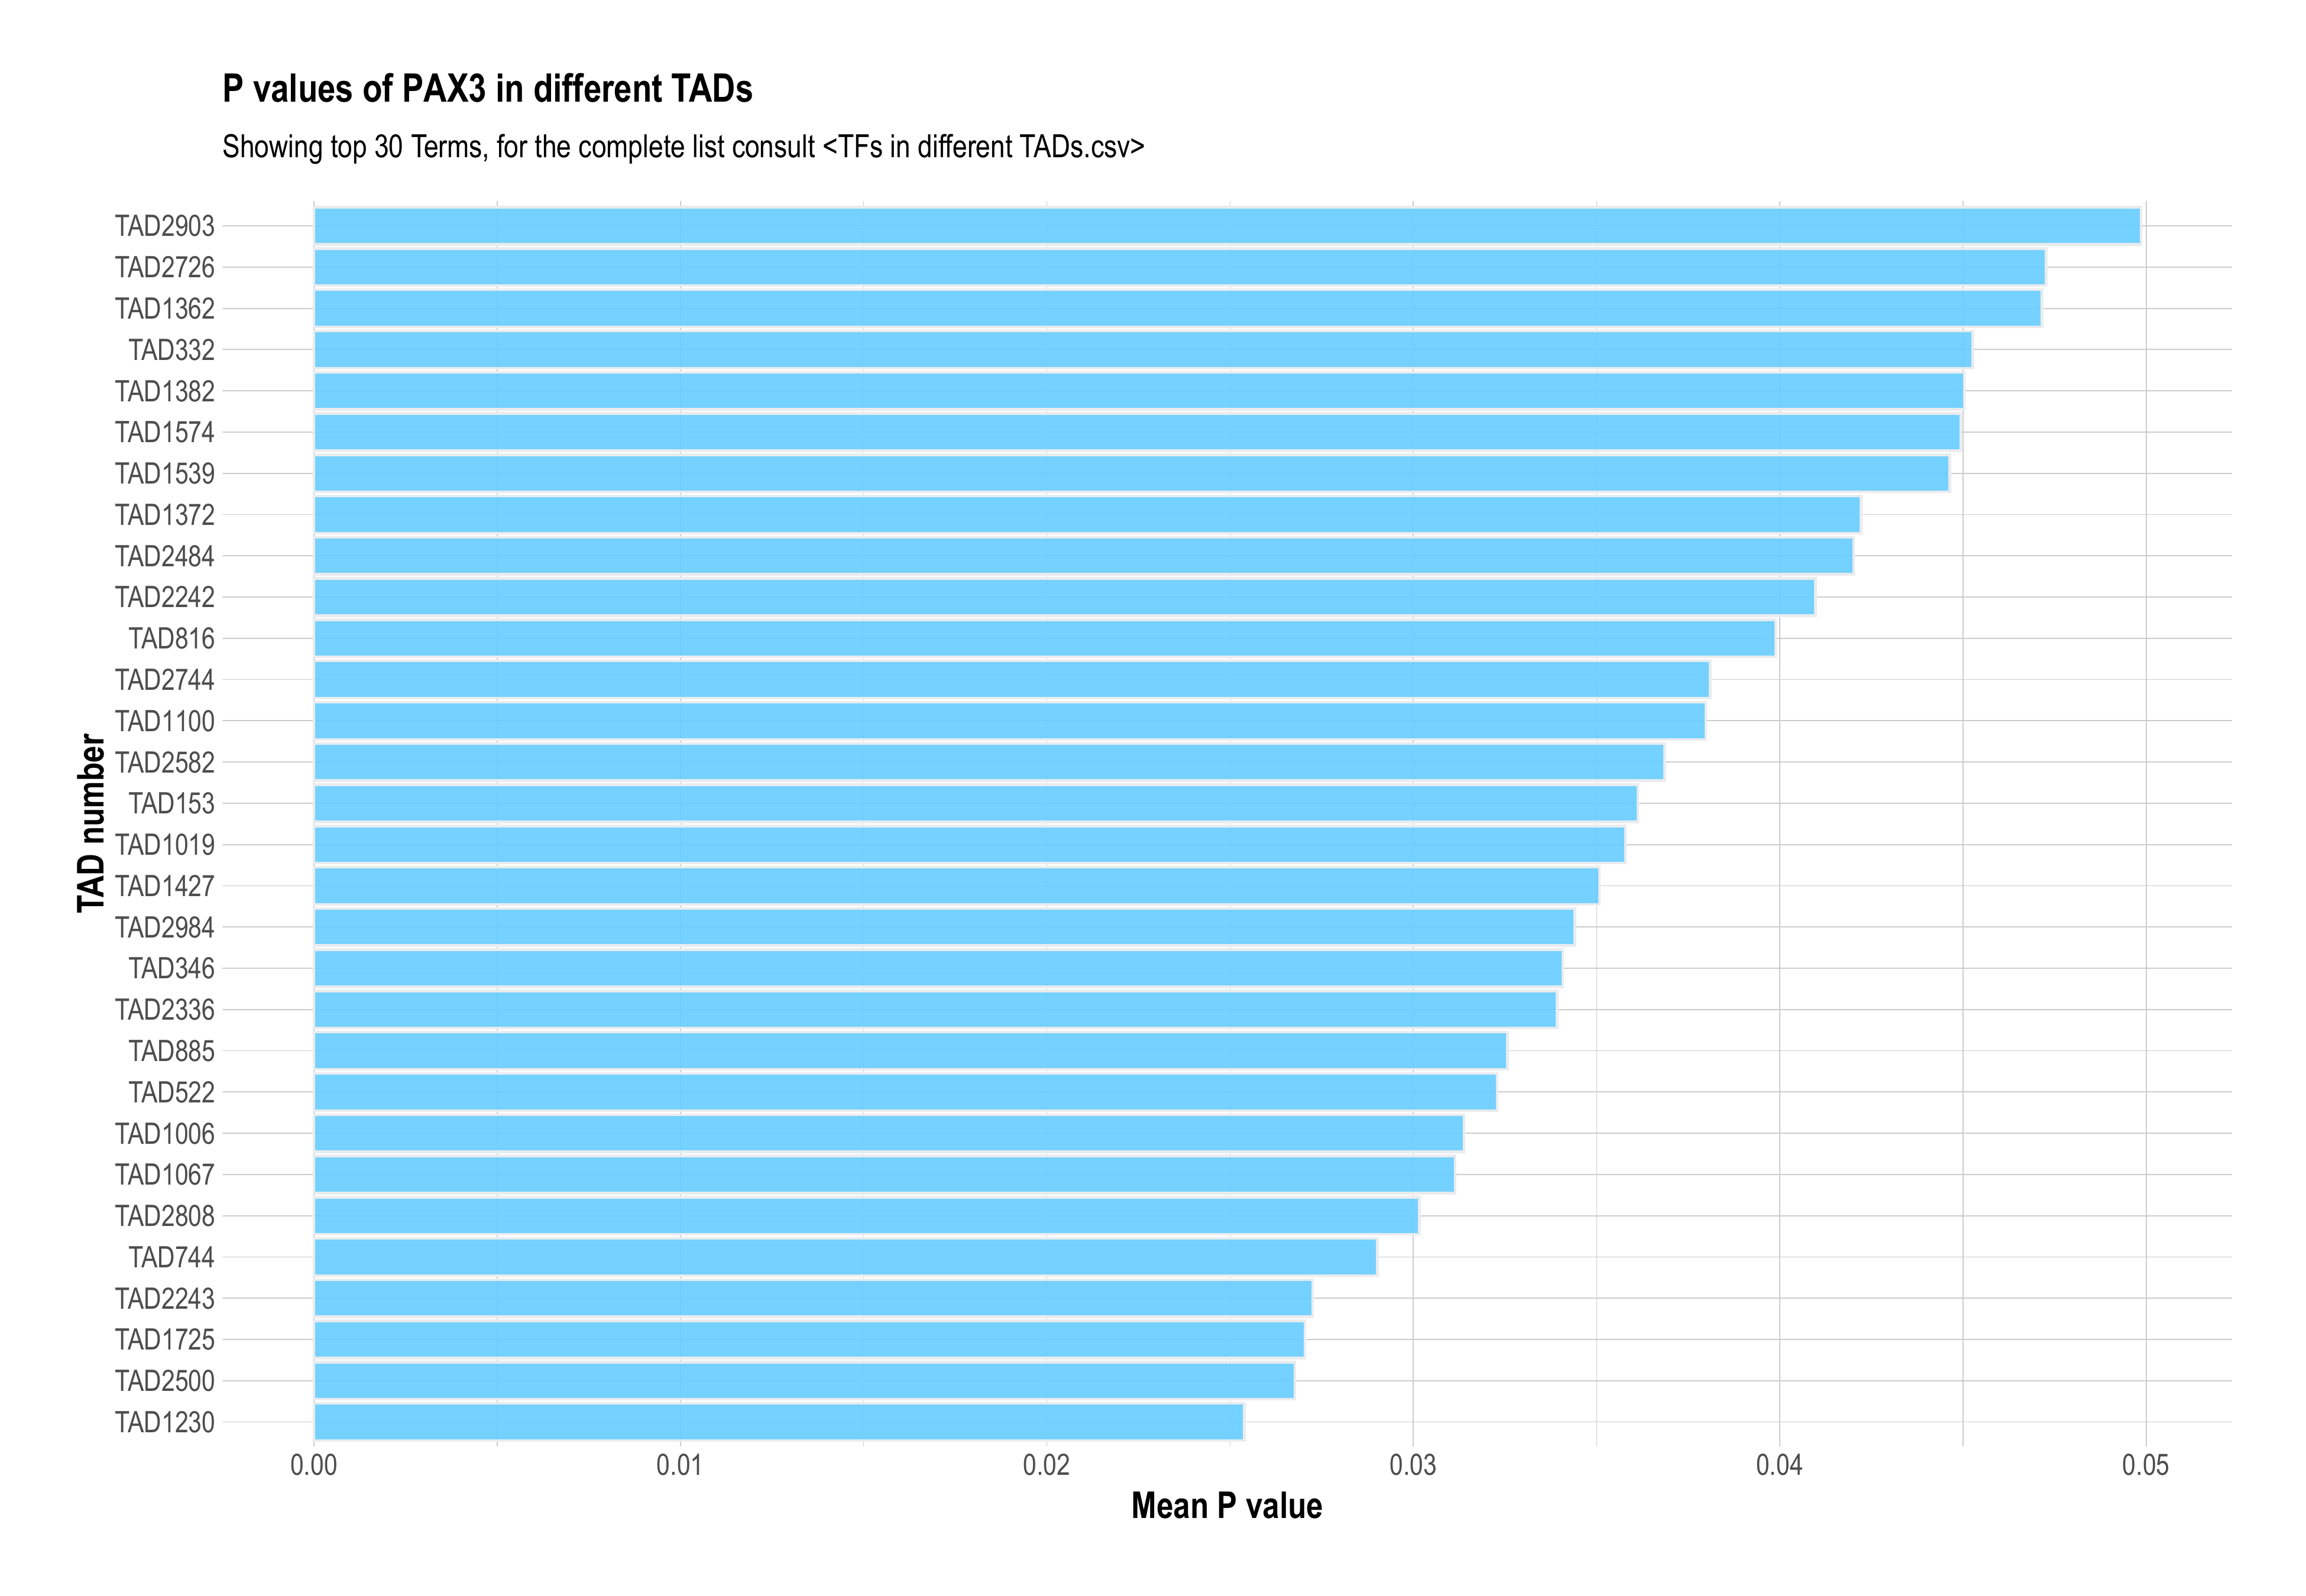 P values of PAX3 in different TADs
Showing top 30 Terms, for the complete list consult <TFs in different TADs.csv>
TAD number
TAD2903
TAD2726
TAD1362
TAD332
TAD1382
TAD1574
TAD1539
TAD1372
TAD2484
TAD2242
TAD816
TAD2744
TAD1100
TAD2582
TAD153
TAD1019
TAD1427
TAD2984
TAD346
TAD2336
TAD885
TAD522
TAD1006
TAD1067
TAD2808
TAD744
TAD2243
TAD1725
TAD2500
TAD1230
0.00 0.01 0.02 0.03 0.04 0.05
Mean P value